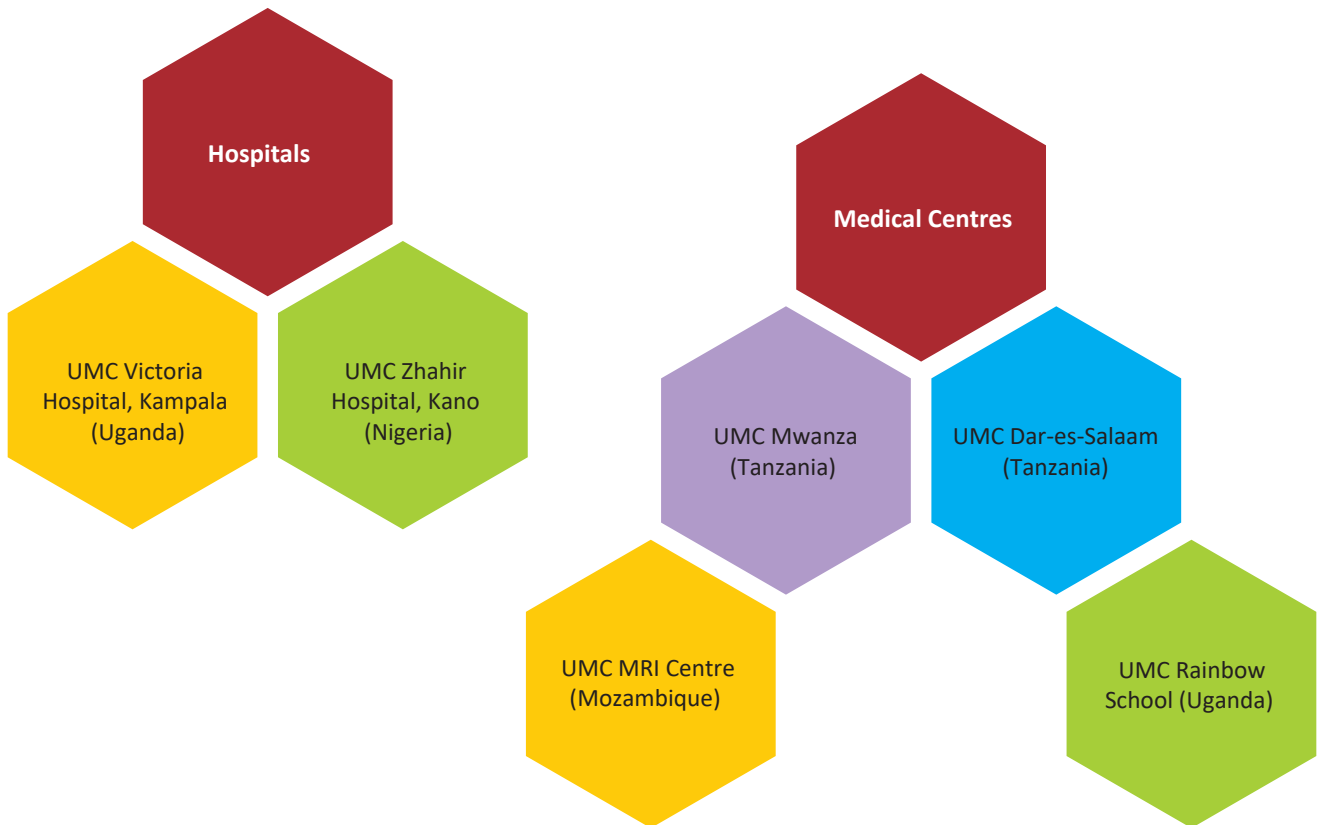 Hospitals
UMC Victoria
Hospital, Kampala
(Uganda)
UMC Zhahir
Hospital, Kano
(Nigeria)
Medical Centres
UMC Mwanza
(Tanzania)
UMC Dar-es-Salaam
(Tanzania)
UMC MRI Centre
(Mozambique)
UMC Rainbow
School (Uganda)